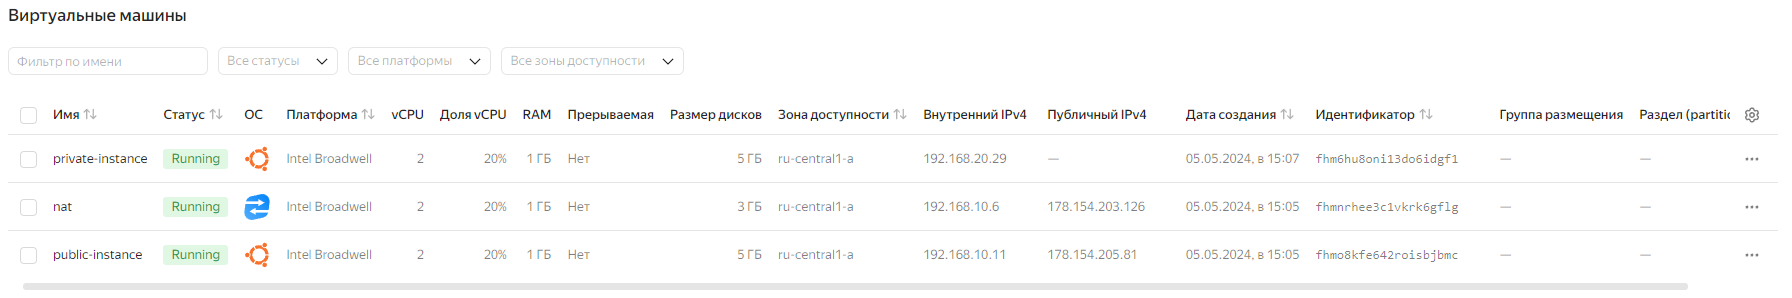 Виртуальные машины
Фильтр по имени Все статусы Все платформы Все зоны доступности
Имя Статус ОС Платформа vCPU Доля vCPU RAM Прерываемая Размер дисков Зона доступности Внутренний IPv4 Публичный IPv4 Дата создания Идентификатор Группа размещения Раздел (partitic
private-instance Running Intel Broadwell 2 20% 1 ГБ Нет 5 ГБ ru-central1-a 192.168.20.29 — 05.05.2024, в 15:07 fhm6hu8oni13do6idgf1 — —
nat Running Intel Broadwell 2 20% 1 ГБ Нет 3 ГБ ru-central1-a 192.168.10.6 178.154.203.126 05.05.2024, в 15:05 fhmnrhee3c1vkrk6gflg — —
public-instance Running Intel Broadwell 2 20% 1 ГБ Нет 5 ГБ ru-central1-a 192.168.10.11 178.154.205.81 05.05.2024, в 15:05 fhmo8kfe642roisbjbmc — —